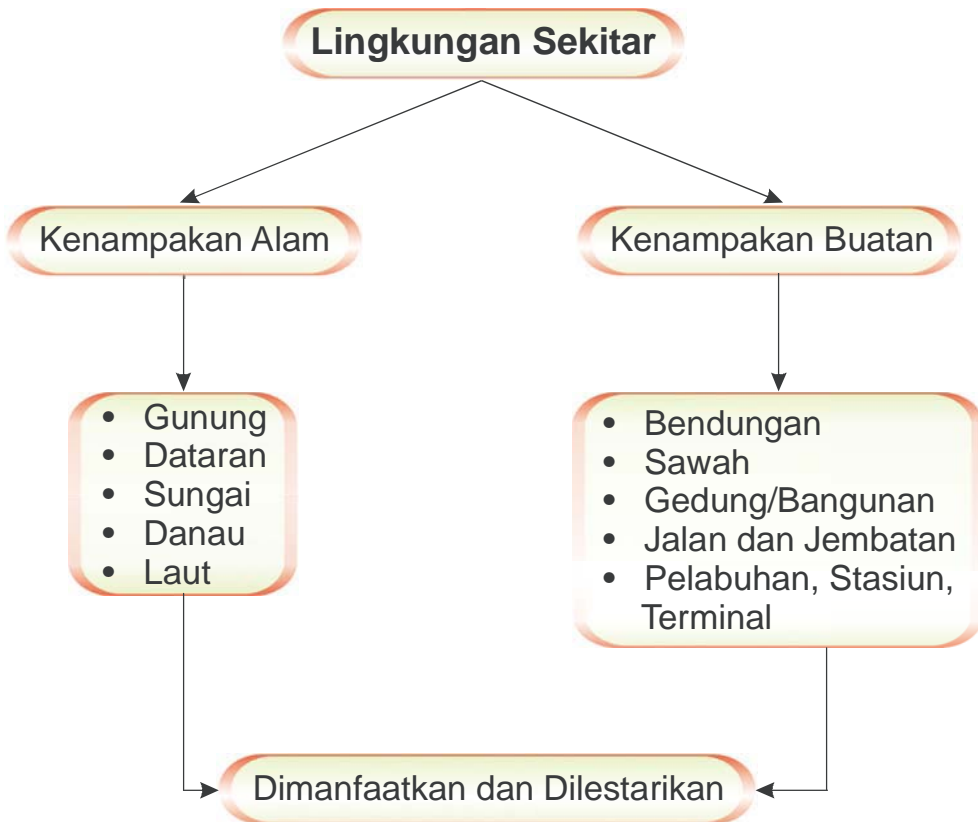 Lingkungan Sekitar
Kenampakan Alam
Kenampakan Buatan
• Gunung
• Dataran
• Sungai
• Danau
• Laut
• Bendungan
• Sawah
• Gedung/Bangunan
• Jalan dan Jembatan
• Pelabuhan, Stasiun,
Terminal
Dimanfaatkan dan Dilestarikan